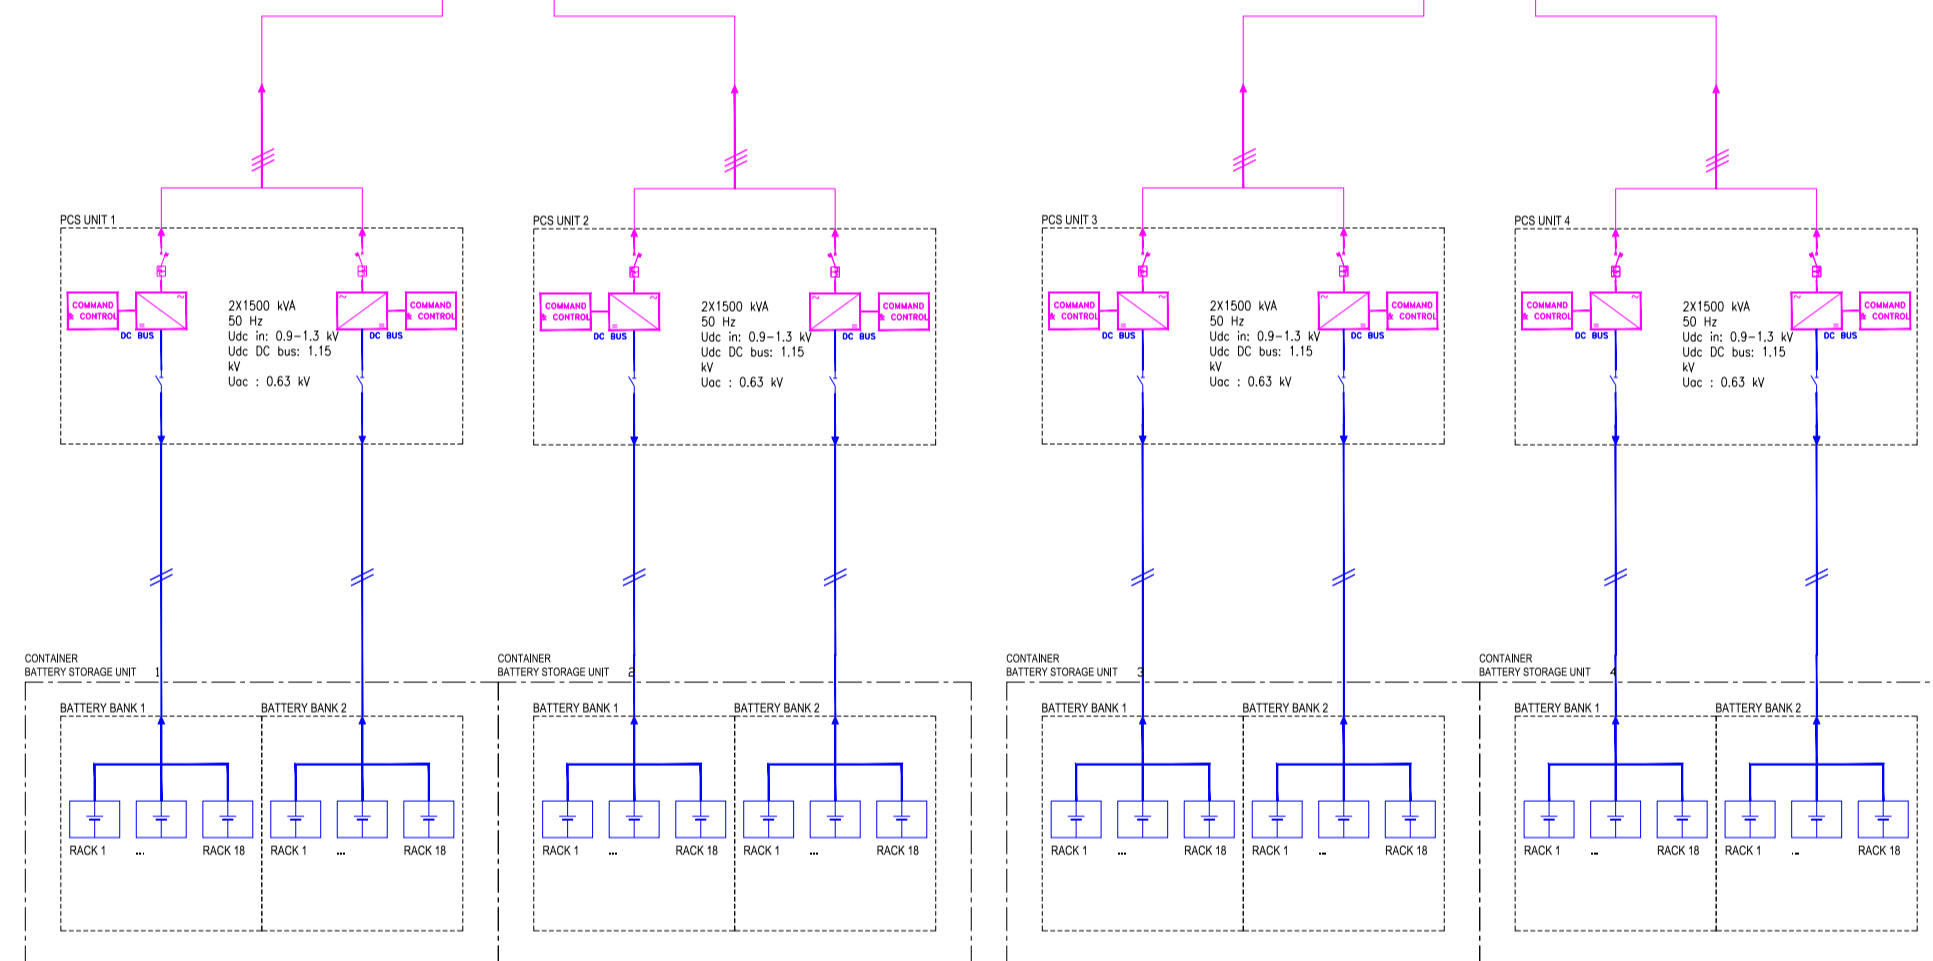 PCS UNIT 1
COMMAND
& CONTROL
DC BUS
2X1500 kVA
50 Hz
Udc in: 0.9-1.3 kV
Udc DC bus: 1.15
kV
Uac : 0.63 kV
COMMAND
& CONTROL
DC BUS
PCS UNIT 2
COMMAND
& CONTROL
DC BUS
2X1500 kVA
50 Hz
Udc in: 0.9-1.3 kV
Udc DC bus: 1.15
kV
Uac : 0.63 kV
COMMAND
& CONTROL
DC BUS
PCS UNIT 3
COMMAND
& CONTROL
DC BUS
2X1500 kVA
50 Hz
Udc in: 0.9-1.3 kV
Udc DC bus: 1.15
kV
Uac : 0.63 kV
COMMAND
& CONTROL
DC BUS
PCS UNIT 4
COMMAND
& CONTROL
DC BUS
2X1500 kVA
50 Hz
Udc in: 0.9-1.3 kV
Udc DC bus: 1.15
kV
Uac : 0.63 kV
COMMAND
& CONTROL
DC BUS
CONTAINER
BATTERY STORAGE UNIT 1
BATTERY BANK 1
RACK 1 ... RACK 18
BATTERY BANK 2
RACK 1 ... RACK 18
CONTAINER
BATTERY STORAGE UNIT 2
BATTERY BANK 1
RACK 1 ... RACK 18
BATTERY BANK 2
RACK 1 ... RACK 18
CONTAINER
BATTERY STORAGE UNIT 3
BATTERY BANK 1
RACK 1 ... RACK 18
BATTERY BANK 2
RACK 1 ... RACK 18
CONTAINER
BATTERY STORAGE UNIT 4
BATTERY BANK 1
RACK 1 ... RACK 18
BATTERY BANK 2
RACK 1 ... RACK 18